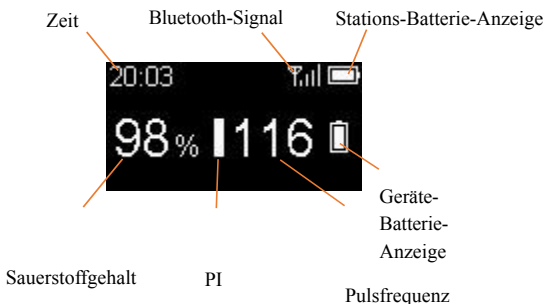 Zeit
Bluetooth-Signal
Stations-Batterie-Anzeige
20:03
98% 116
Geräte-
Batterie-
Anzeige
Sauerstoffgehalt
PI
Pulsfrequenz